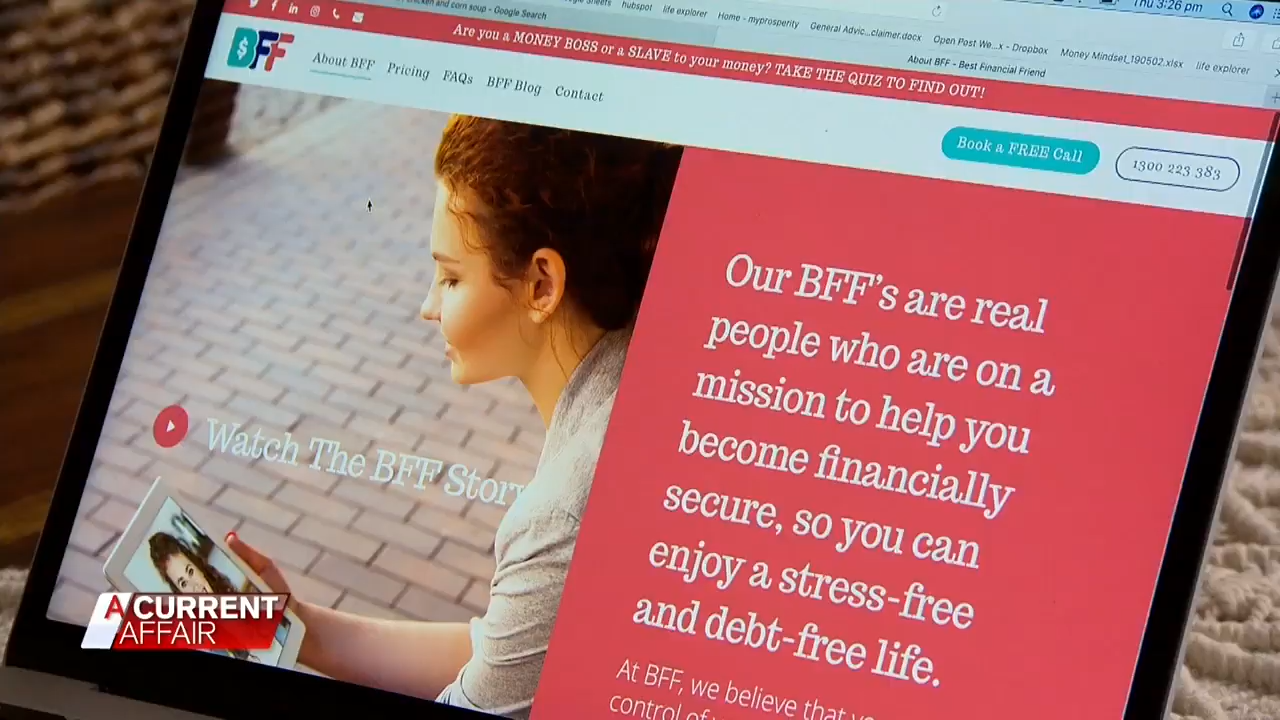 chicken and corn soup - Google Search
hubspot
life explorer
Home - myprosperity
General Advic...claimer.docx
Open Post We...x - Dropbox
Money Mindset_190502.xlsx
life explorer
Thu 3:26 pm
About BFF - Best Financial Friend
Are you a MONEY BOSS or a SLAVE to your money? TAKE THE QUIZ TO FIND OUT!
BFF
About BFF
Pricing
FAQs
BFF Blog
Contact
Book a FREE Call
1300 223 383
Watch The BFF Story
Our BFF's are real
people who are on a
mission to help you
become financially
secure, so you can
enjoy a stress-free
and debt-free life.
At BFF, we believe that
control of
A CURRENT
AFFAIR